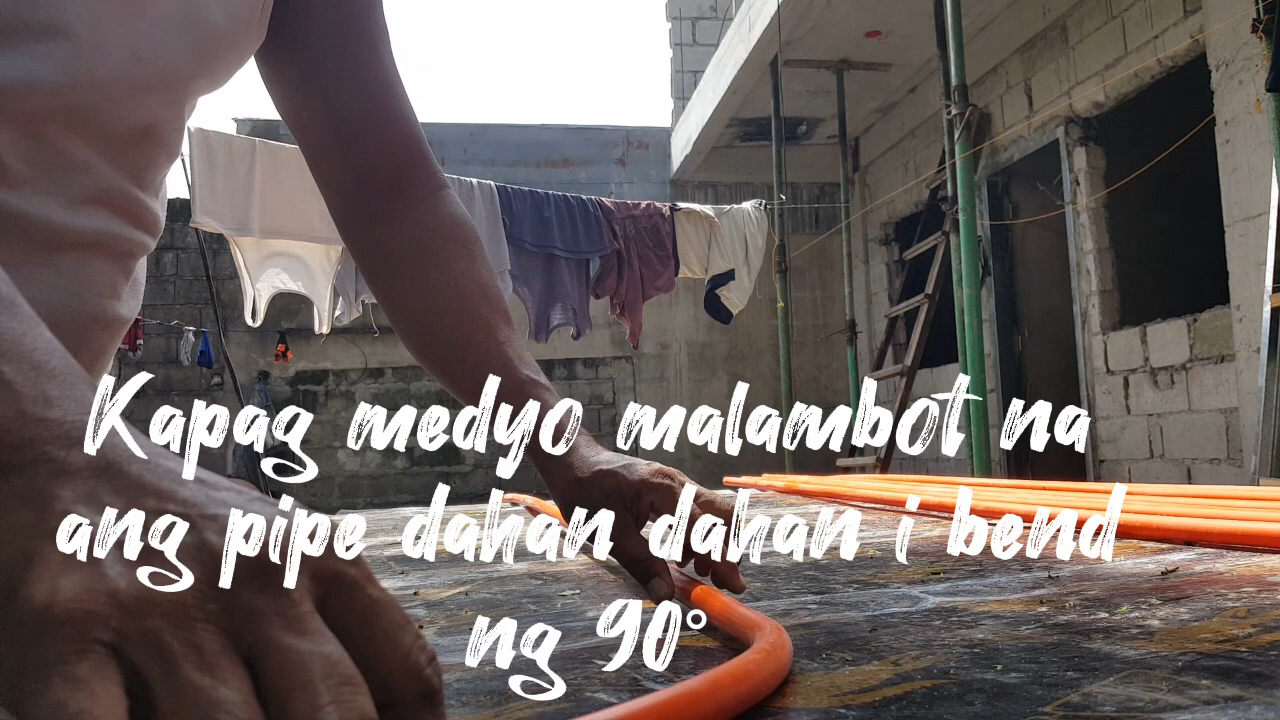 Kapag medyo malambot na
ang pipe dahan dahan i bend
ng 90°